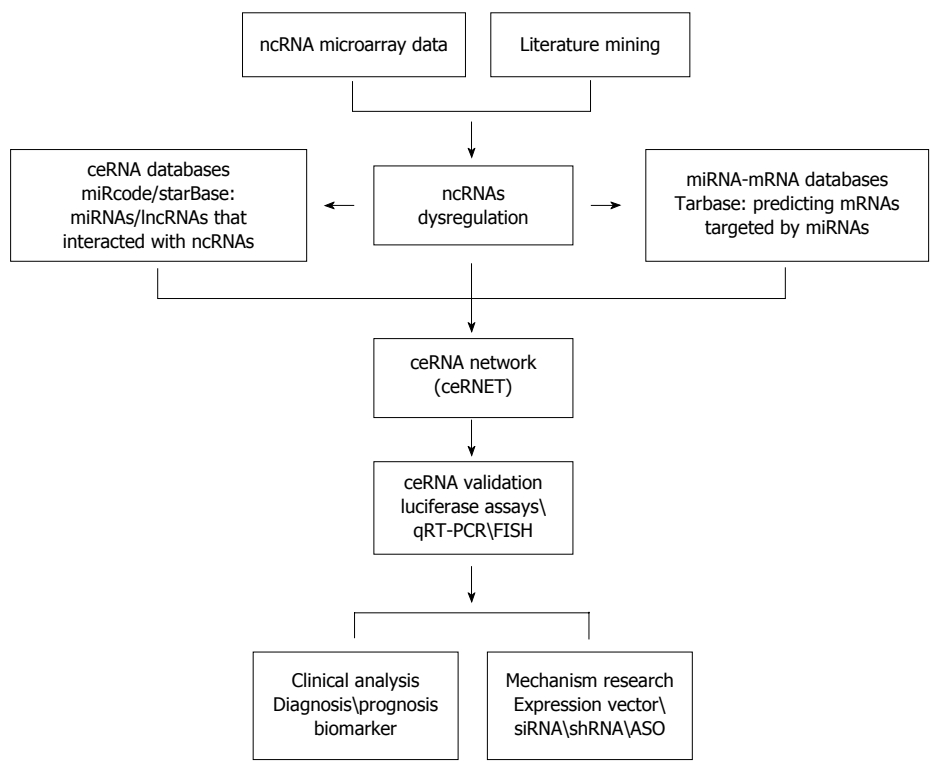 ncRNA microarray data
Literature mining
ceRNA databases
miRcode/starBase:
miRNAs/lncRNAs that
interacted with ncRNAs
ncRNAs
dysregulation
miRNA-mRNA databases
Tarbase: predicting mRNAs
targeted by miRNAs
ceRNA network
(ceRNET)
ceRNA validation
luciferase assays\
qRT-PCR\FISH
Clinical analysis
Diagnosis\prognosis
biomarker
Mechanism research
Expression vector\
siRNA\shRNA\ASO